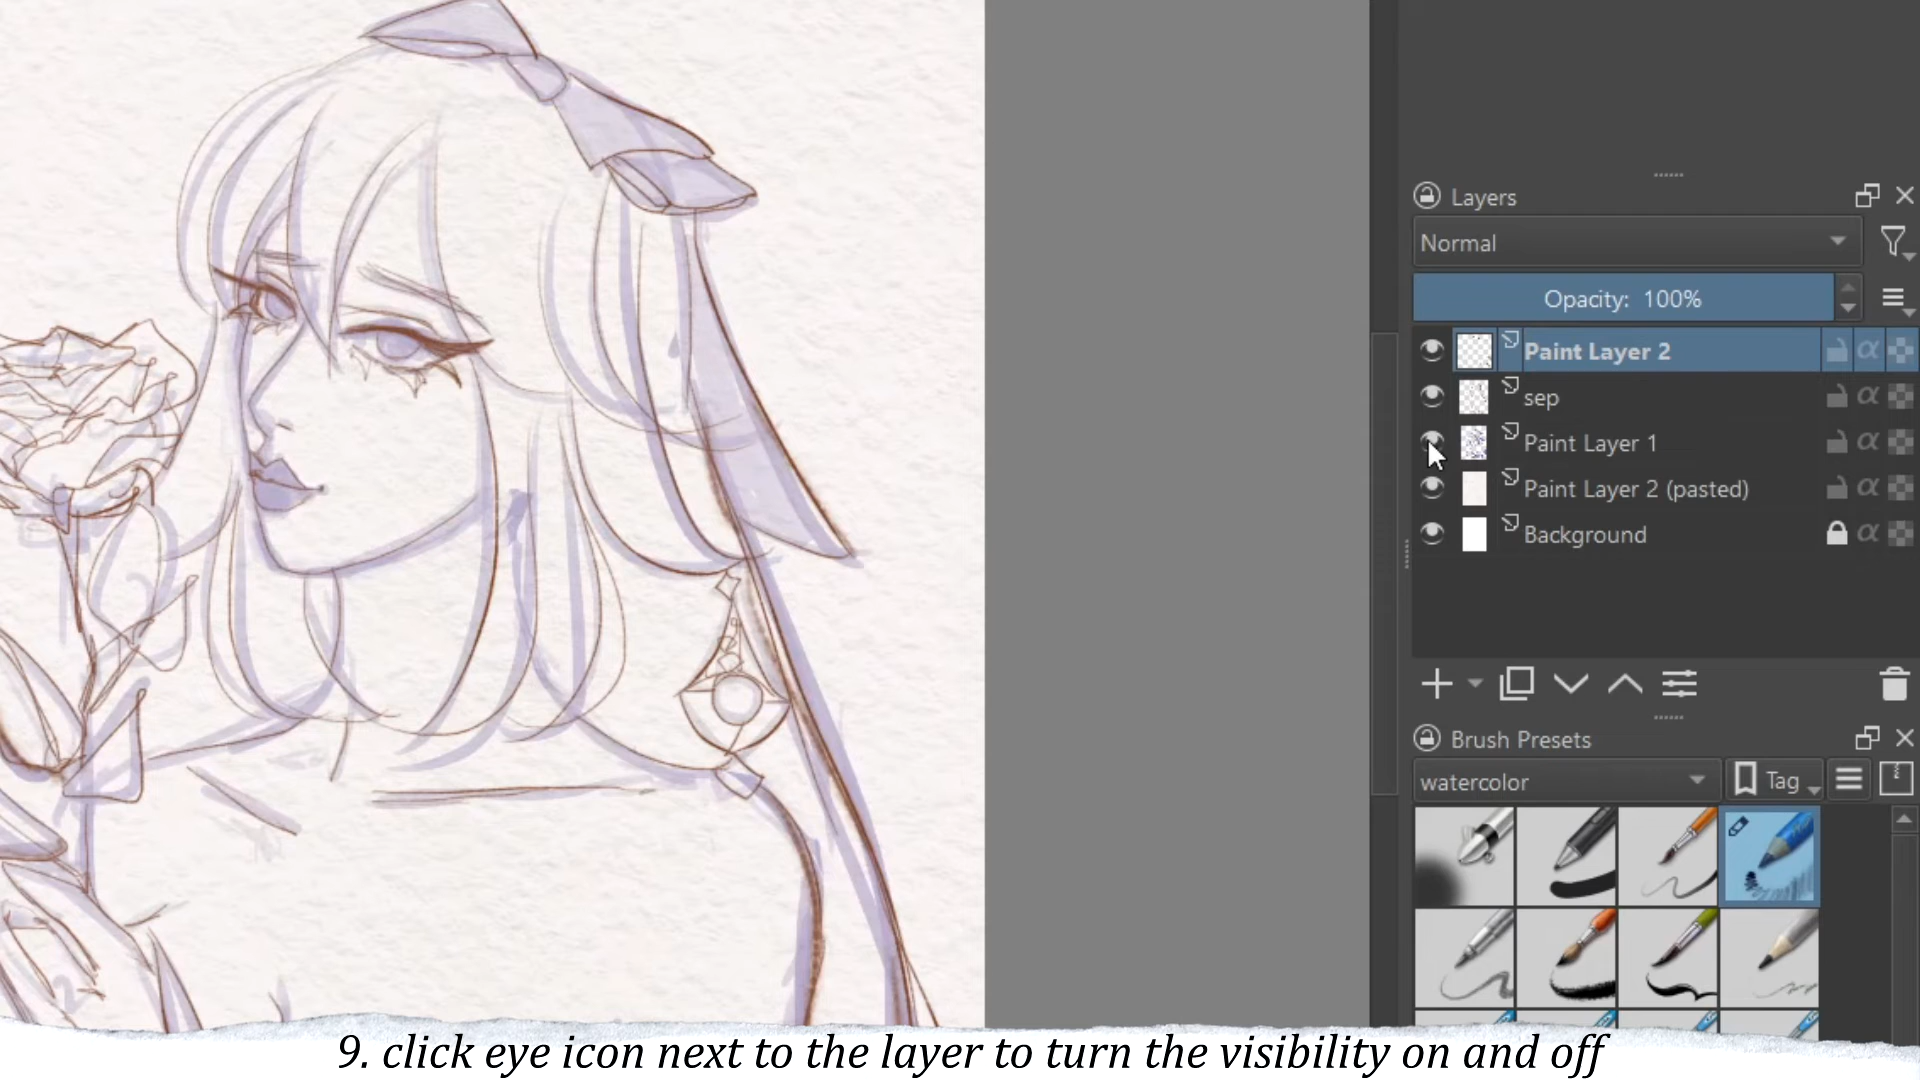 Layers
Normal
Opacity: 100%
Paint Layer 2
sep
Paint Layer 1
Paint Layer 2 (pasted)
Background
Brush Presets
watercolor
Tag
9. click eye icon next to the layer to turn the visibility on and off